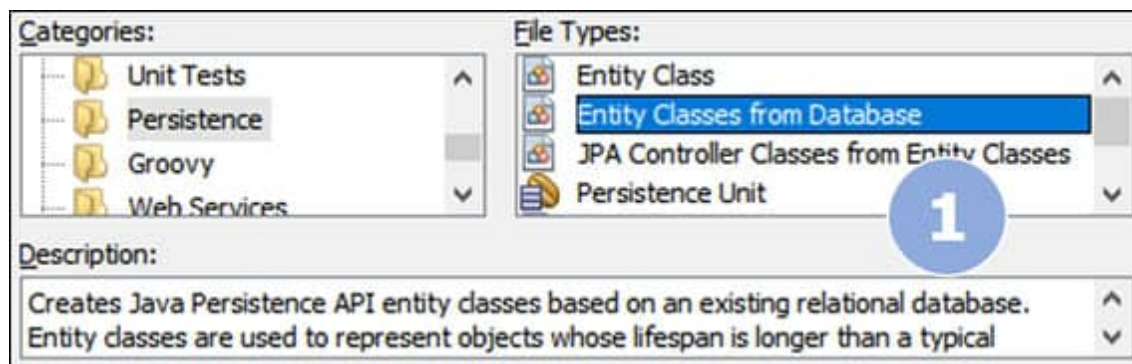 Categories:
Unit Tests
Persistence
Groovy
Web Services
File Types:
Entity Class
Entity Classes from Database
JPA Controller Classes from Entity Classes
Persistence Unit
1
Description:
Creates Java Persistence API entity classes based on an existing relational database.
Entity classes are used to represent objects whose lifespan is longer than a typical